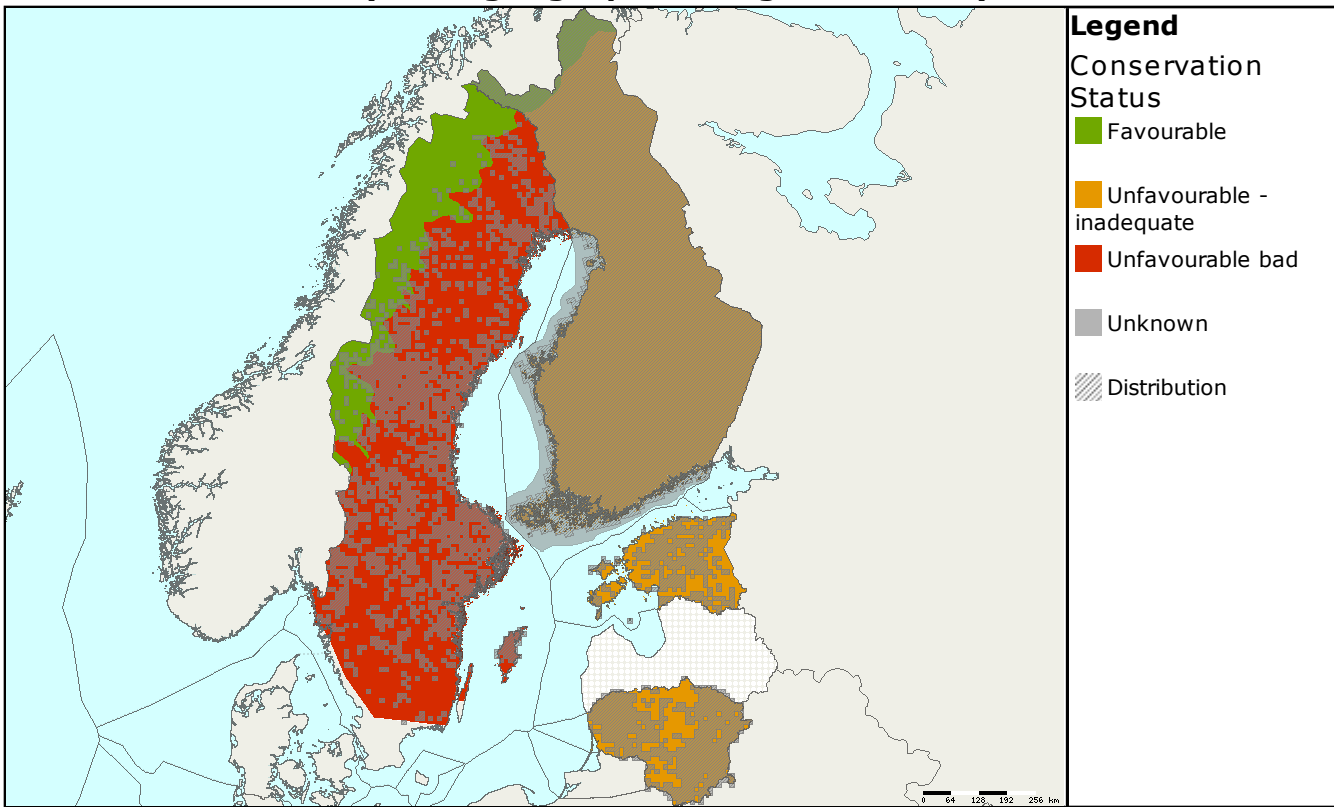 Legend
Conservation
Status
Favourable
Unfavourable -
inadequate
Unfavourable bad
Unknown
Distribution
0 64 128 192 256 km